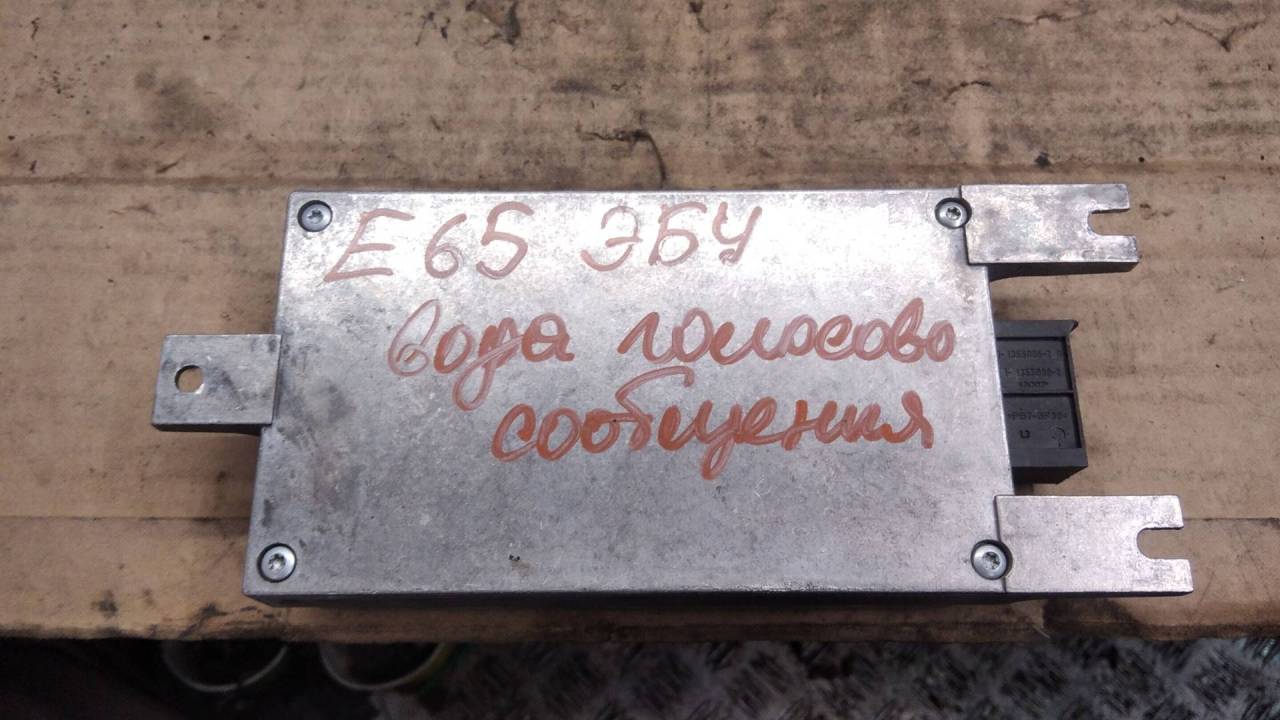 E65 ЭБУ
вода голосово
сообщения